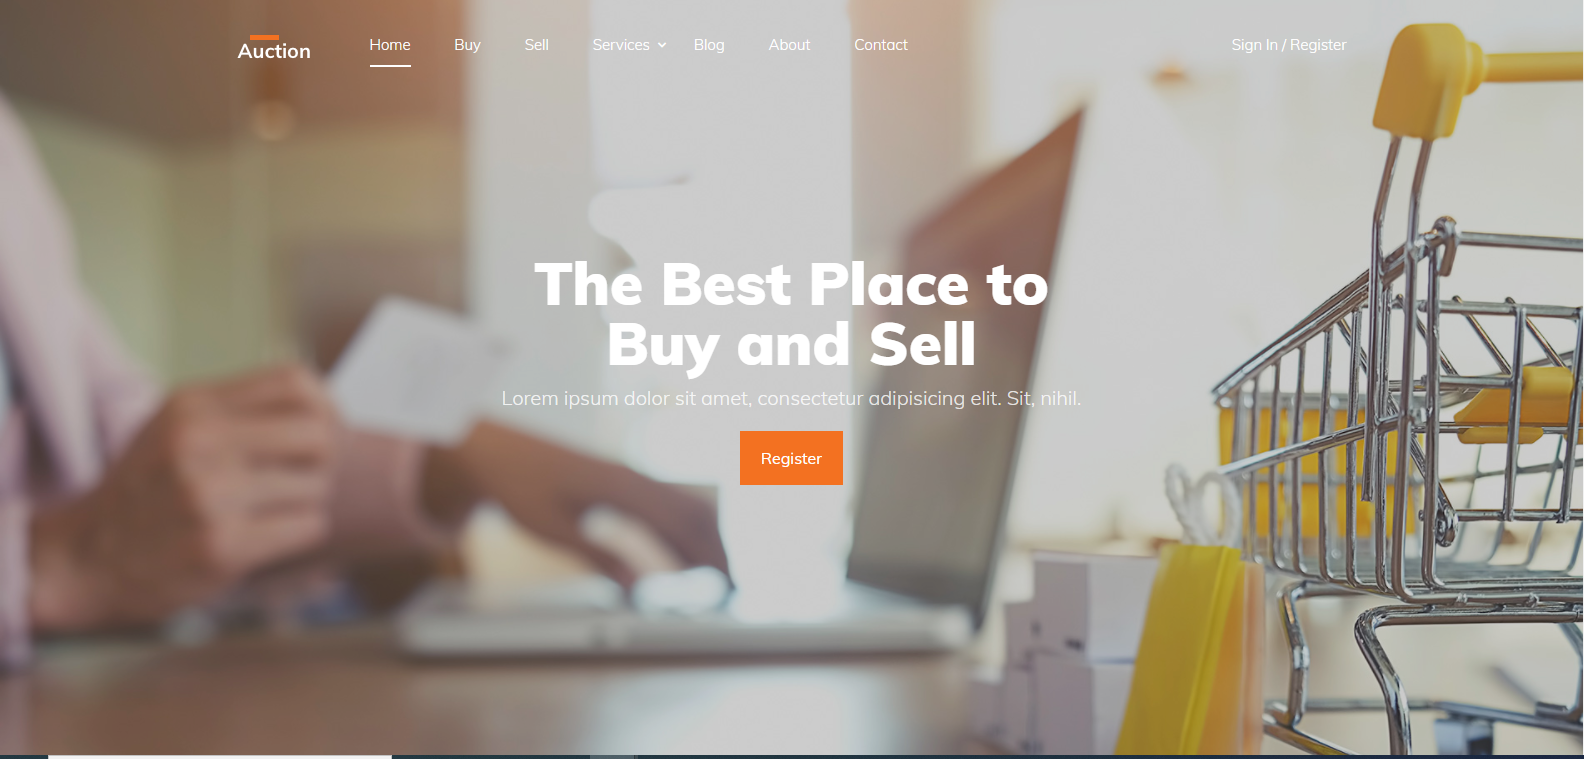 Auction
Home Buy Sell Services Blog About Contact Sign In / Register
The Best Place to
Buy and Sell
Lorem ipsum dolor sit amet, consectetur adipisicing elit. Sit, nihil.
Register